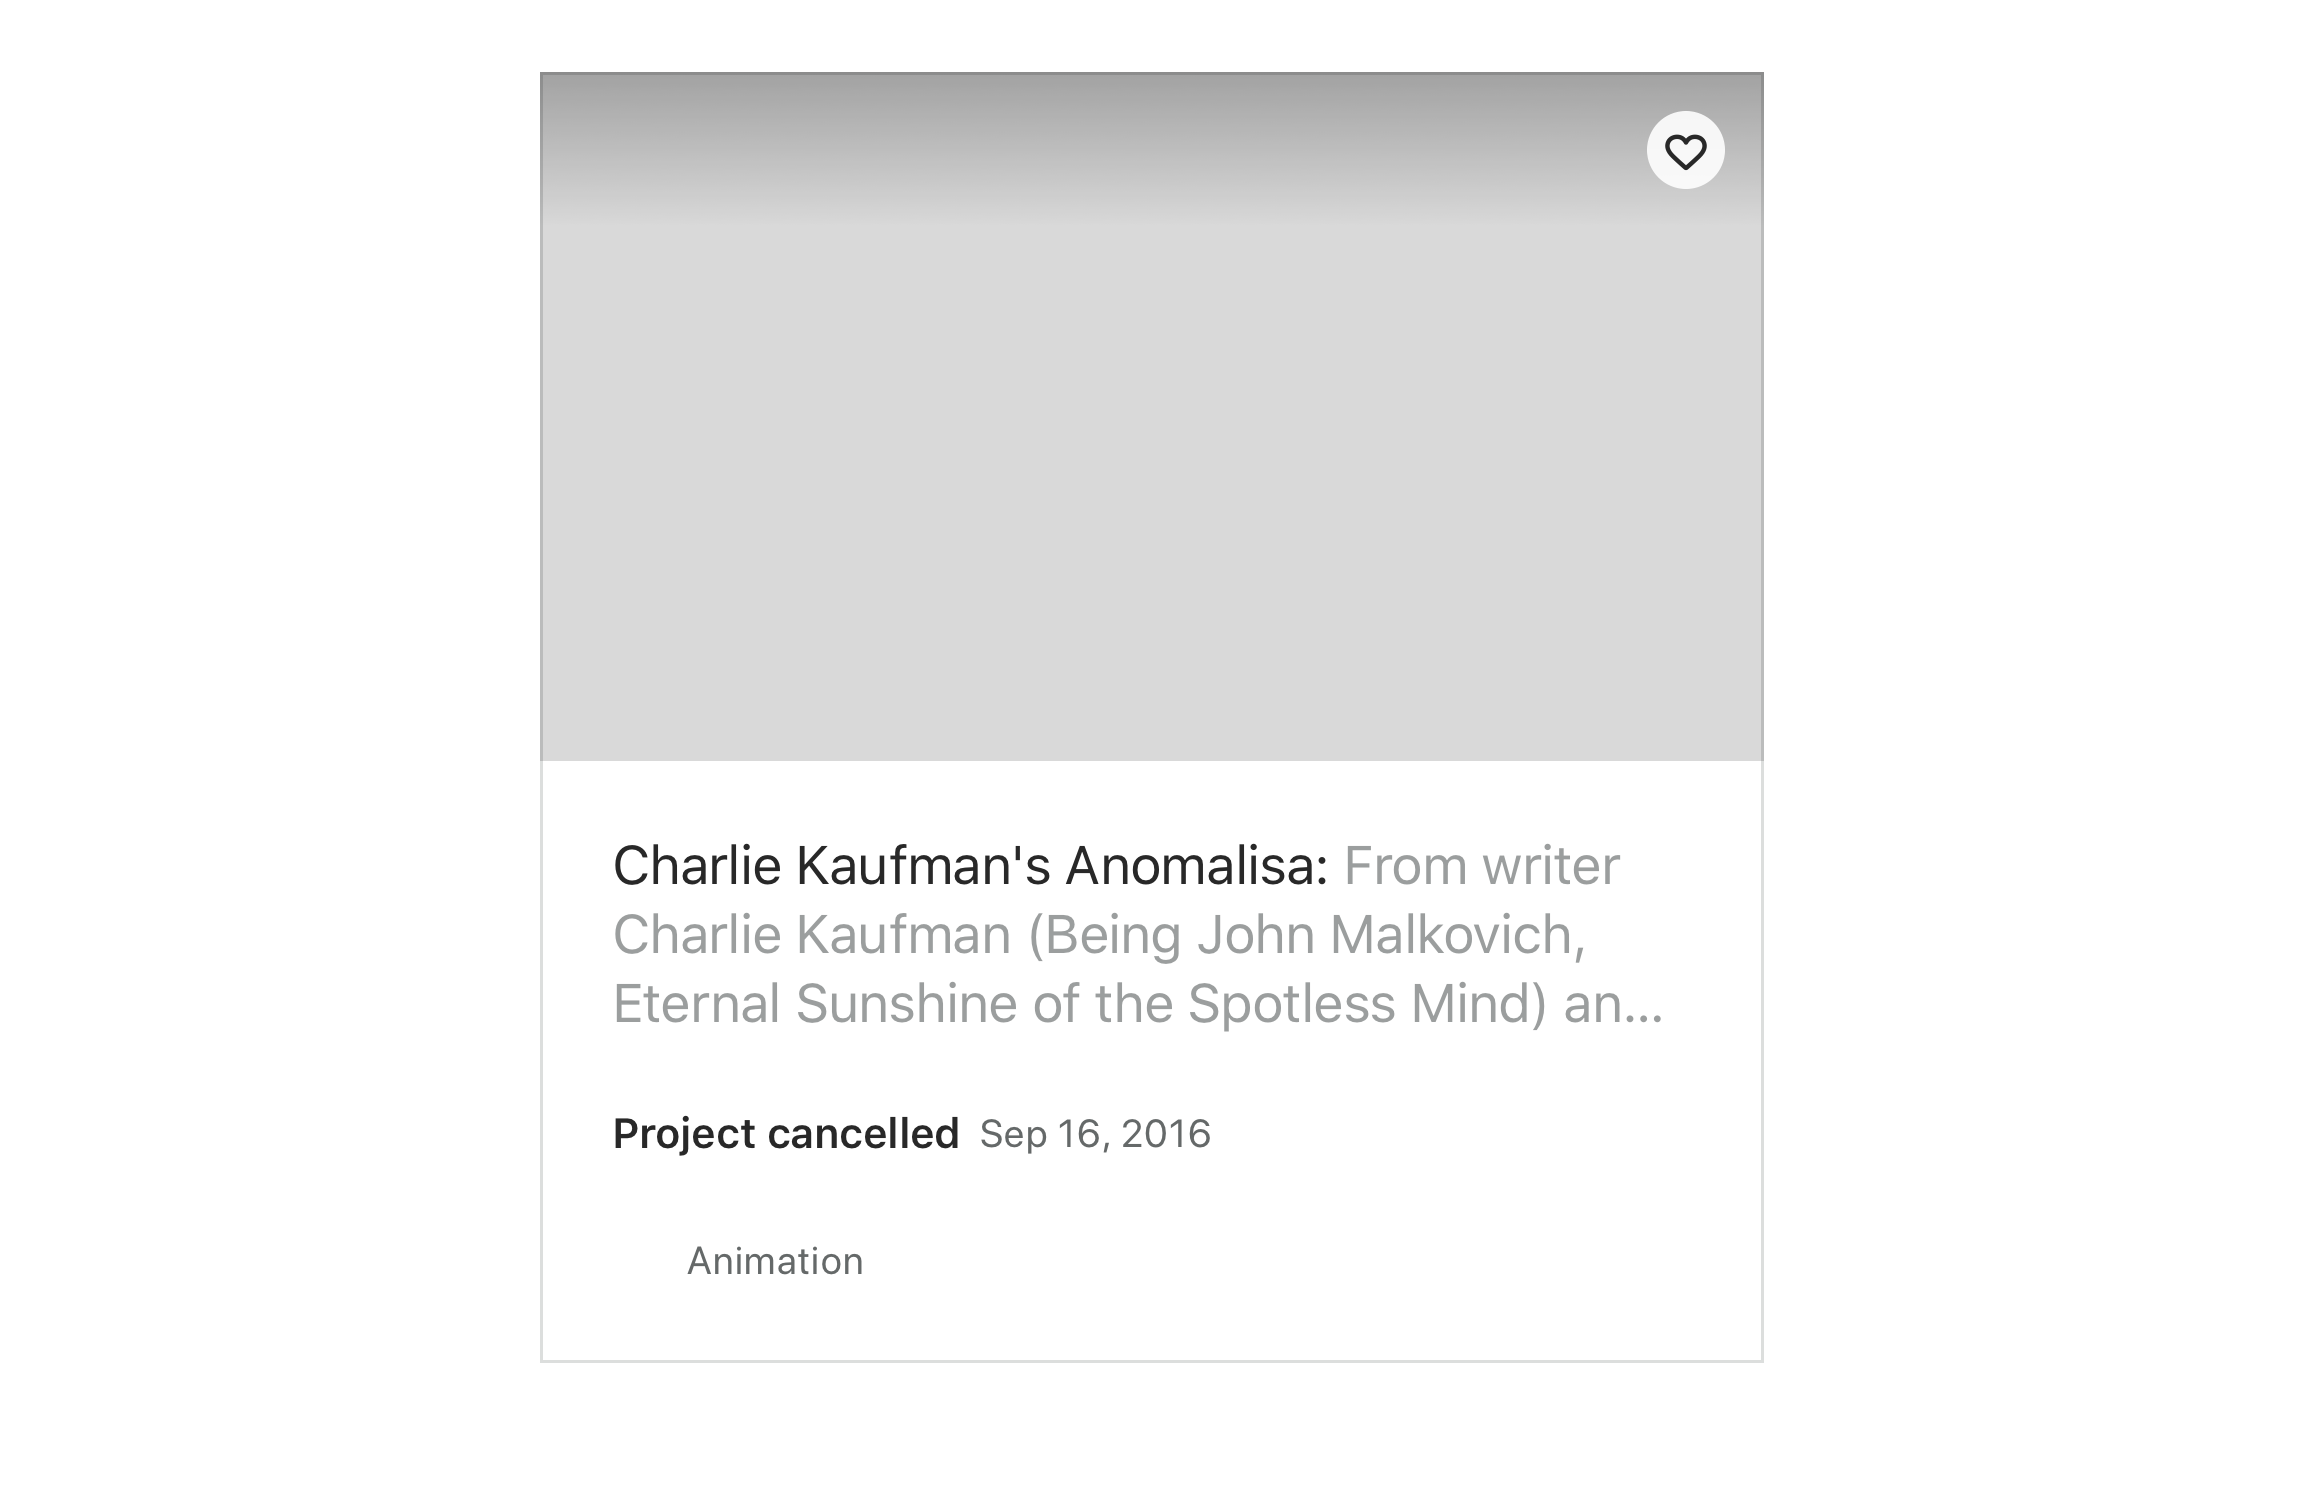 Charlie Kaufman's Anomalisa: From writer
Charlie Kaufman (Being John Malkovich,
Eternal Sunshine of the Spotless Mind) an...
Project cancelled Sep 16, 2016
Animation